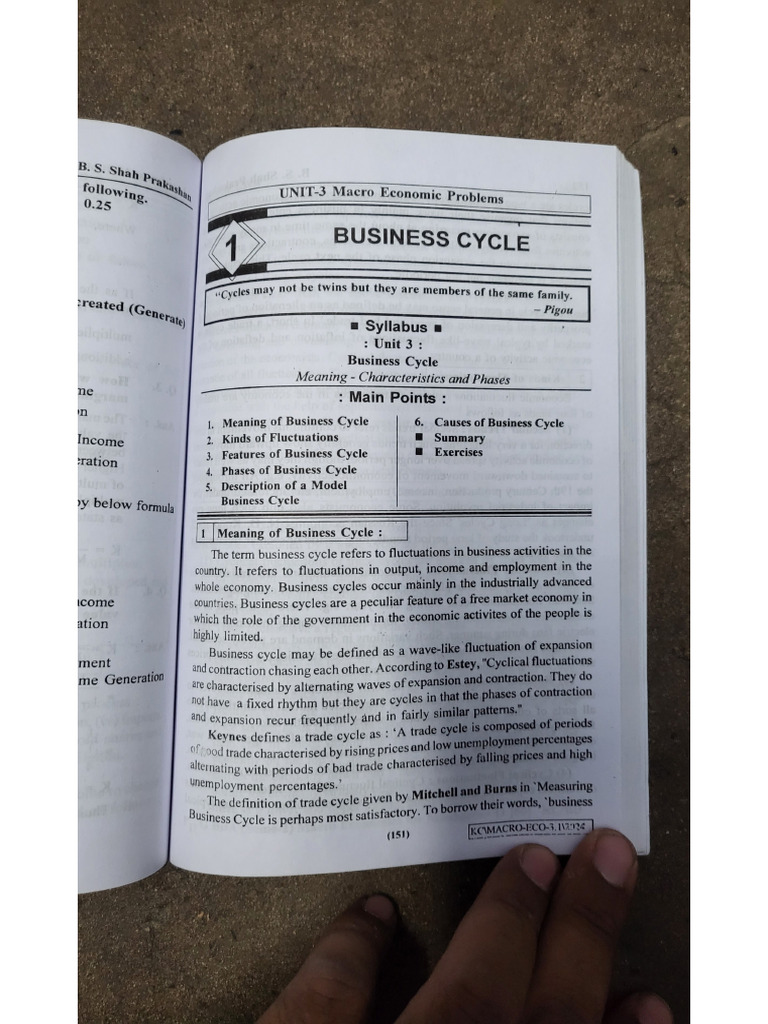 B. S. Shah Prakashan
following.
0.25
created (Generate)
me
on
Income
eration
by below formula
ncome
ation
ment
me Generation
UNIT-3 Macro Economic Problems
1
BUSINESS CYCLE
"Cycles may not be twins but they are members of the same family.
– Pigou
■ Syllabus ■
: Unit 3 :
Business Cycle
Meaning - Characteristics and Phases
: Main Points :
1. Meaning of Business Cycle
2. Kinds of Fluctuations
3. Features of Business Cycle
4. Phases of Business Cycle
5. Description of a Model
Business Cycle
6. Causes of Business Cycle
■ Summary
■ Exercises
1 Meaning of Business Cycle :
The term business cycle refers to fluctuations in business activities in the
country. It refers to fluctuations in output, income and employment in the
whole economy. Business cycles occur mainly in the industrially advanced
countries. Business cycles are a peculiar feature of a free market economy in
which the role of the government in the economic activites of the people is
highly limited.
Business cycle may be defined as a wave-like fluctuation of expansion
and contraction chasing each other. According to Estey, "Cyclical fluctuations
are characterised by alternating waves of expansion and contraction. They do
not have a fixed rhythm but they are cycles in that the phases of contraction
and expansion recur frequently and in fairly similar patterns."
Keynes defines a trade cycle as : 'A trade cycle is composed of periods
of good trade characterised by rising prices and low unemployment percentages
alternating with periods of bad trade characterised by falling prices and high
unemployment percentages.'
The definition of trade cycle given by Mitchell and Burns in 'Measuring
Business Cycle is perhaps most satisfactory. To borrow their words, 'business
(151)
KC\MACRO-ECO-3,